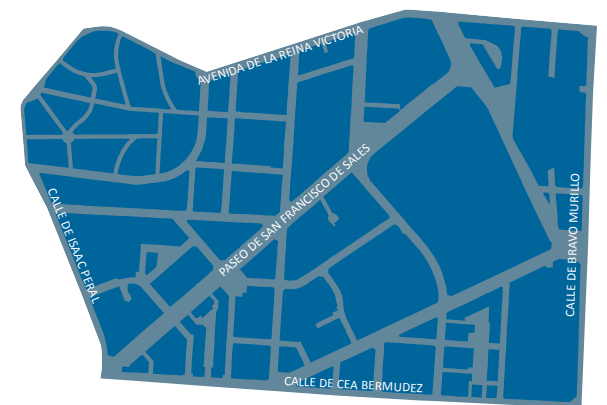 AVENIDA DE LA REINA VICTORIA
PASEO DE SAN FRANCISCO DE SALES
CALLE DE ISAAC PERAL
CALLE DE BRAVO MURILLO
CALLE DE CEA BERMUDEZ